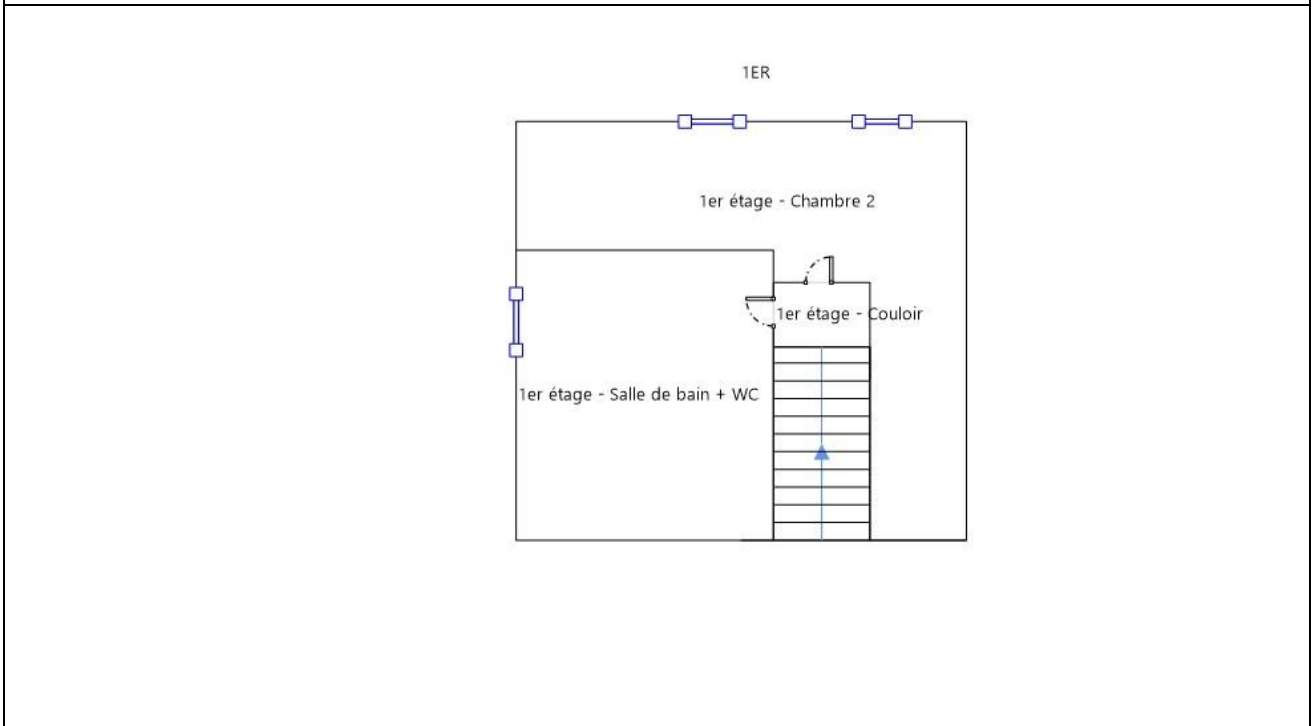 1ER
1er étage - Chambre 2
1er étage - Couloir
1er étage - Salle de bain + WC